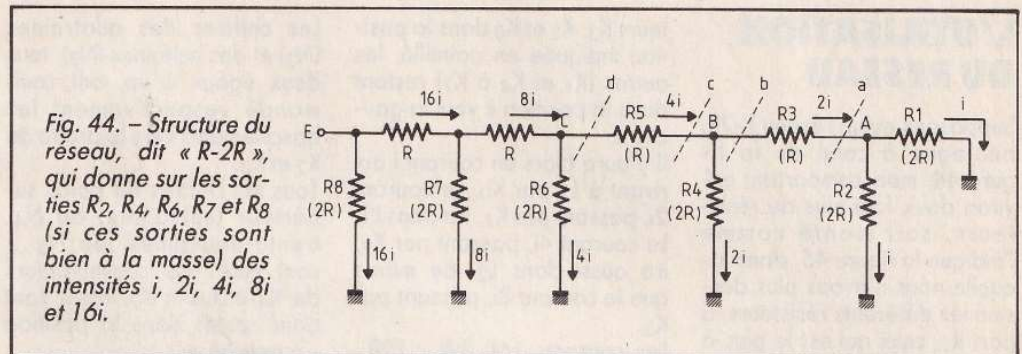 Fig. 44. – Structure du
réseau, dit « R-2R »,
qui donne sur les sor-
ties R2, R4, R6, R7 et R8
(si ces sorties sont
bien à la masse) des
intensités i, 2i, 4i, 8i
et 16i.
16i 8i d c b a
E C R5 4i B R3 2i A R1 i
R R (R) (R) (2R)
R8 R7 R6 R4 R2
(2R) (2R) (2R) (2R) (2R)
16i 8i 4i 2i i